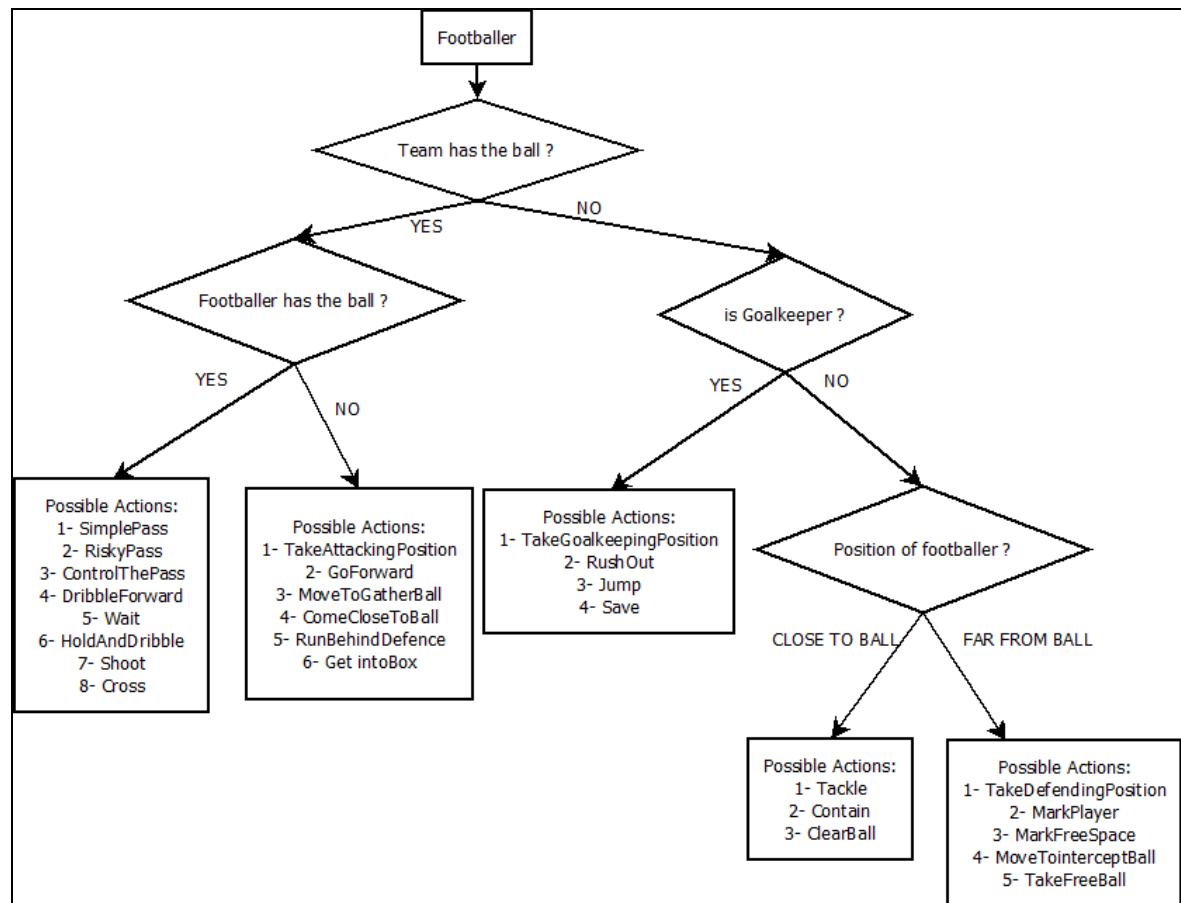 Footballer
Team has the ball ?
YES
NO
Footballer has the ball ?
is Goalkeeper ?
YES
NO
YES
NO
Possible Actions:
1- SimplePass
2- RiskyPass
3- ControlThePass
4- DribbleForward
5- Wait
6- HoldAndDribble
7- Shoot
8- Cross
Possible Actions:
1- TakeAttackingPosition
2- GoForward
3- MoveToGatherBall
4- ComeCloseToBall
5- RunBehindDefence
6- Get intoBox
Possible Actions:
1- TakeGoalkeepingPosition
2- RushOut
3- Jump
4- Save
Position of footballer ?
CLOSE TO BALL
FAR FROM BALL
Possible Actions:
1- Tackle
2- Contain
3- ClearBall
Possible Actions:
1- TakeDefendingPosition
2- MarkPlayer
3- MarkFreeSpace
4- MoveTointerceptBall
5- TakeFreeBall